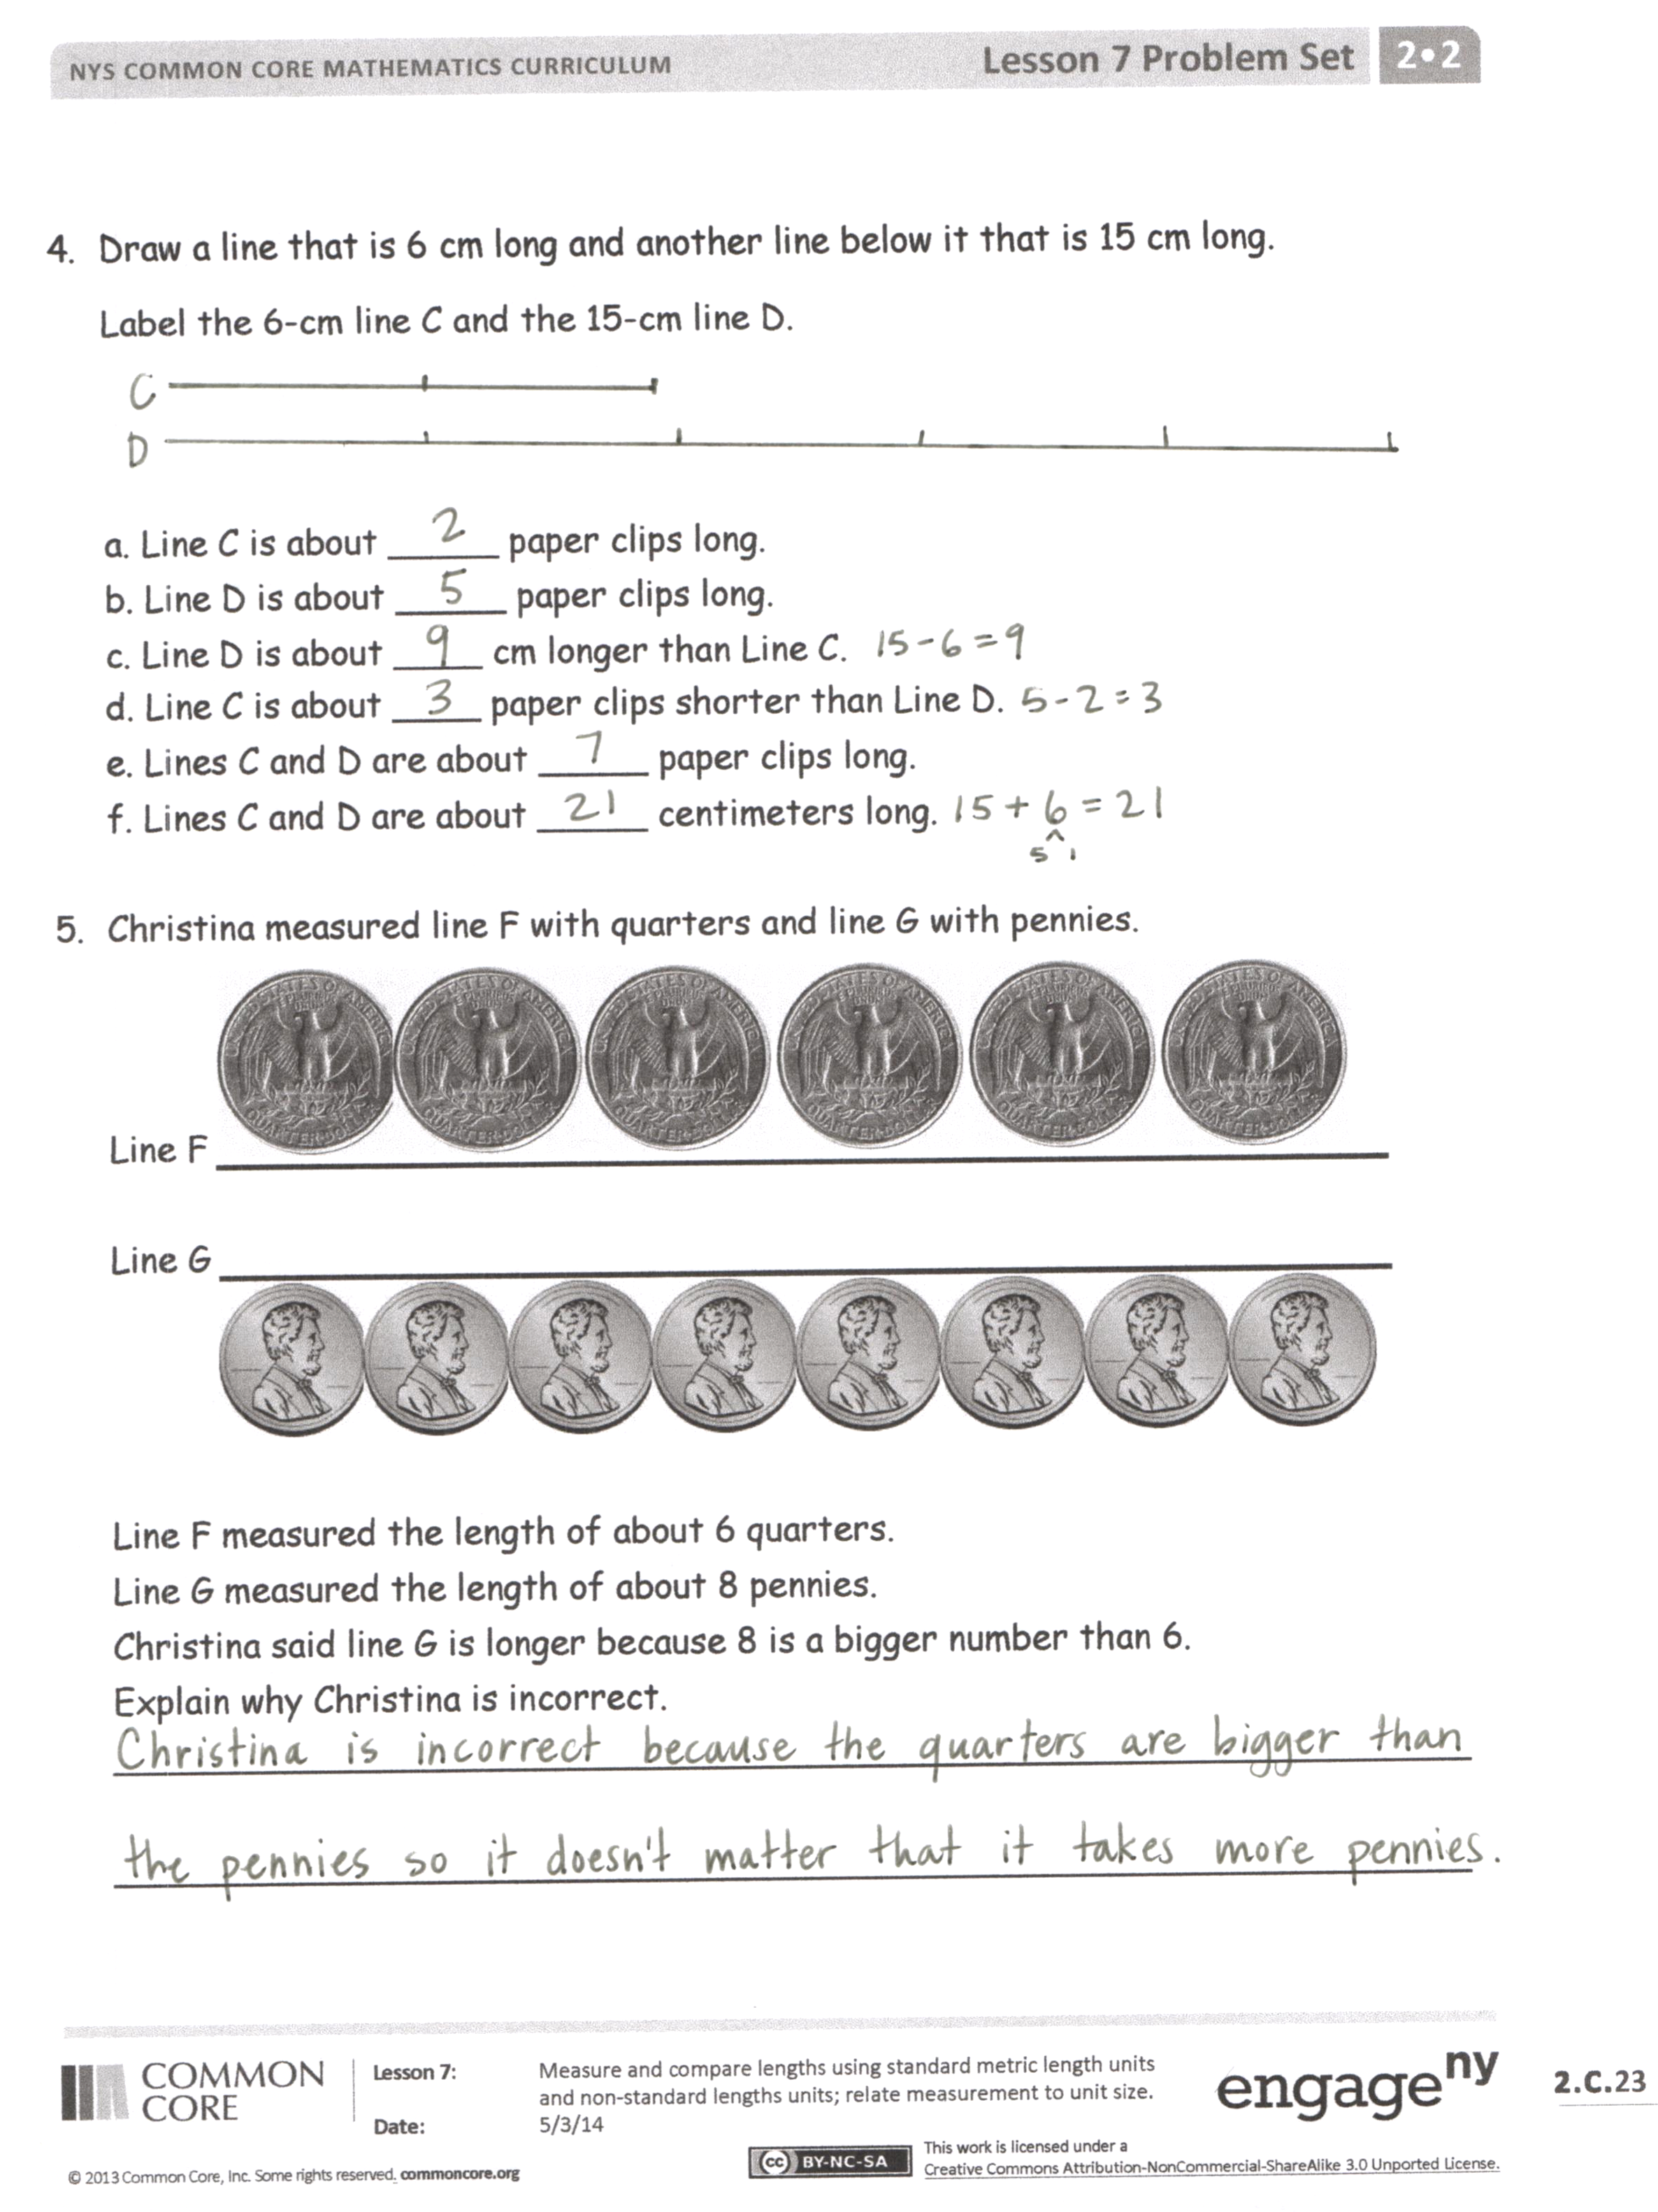 NYS COMMON CORE MATHEMATICS CURRICULUM Lesson 7 Problem Set 2•2
4. Draw a line that is 6 cm long and another line below it that is 15 cm long.
Label the 6-cm line C and the 15-cm line D.
C
D
a. Line C is about 2 paper clips long.
b. Line D is about 5 paper clips long.
c. Line D is about 9 cm longer than Line C. 15-6=9
d. Line C is about 3 paper clips shorter than Line D. 5-2=3
e. Lines C and D are about 7 paper clips long.
f. Lines C and D are about 21 centimeters long. 15+6=21
5 1
5. Christina measured line F with quarters and line G with pennies.
Line F
Line G
Line F measured the length of about 6 quarters.
Line G measured the length of about 8 pennies.
Christina said line G is longer because 8 is a bigger number than 6.
Explain why Christina is incorrect.
Christina is incorrect because the quarters are bigger than
the pennies so it doesn't matter that it takes more pennies.
COMMON CORE
Lesson 7: Measure and compare lengths using standard metric length units
and non-standard lengths units; relate measurement to unit size.
Date: 5/3/14
engage ny 2.C.23
cc BY-NC-SA
This work is licensed under a
Creative Commons Attribution-NonCommercial-ShareAlike 3.0 Unported License.
© 2013 Common Core, Inc. Some rights reserved. commoncore.org